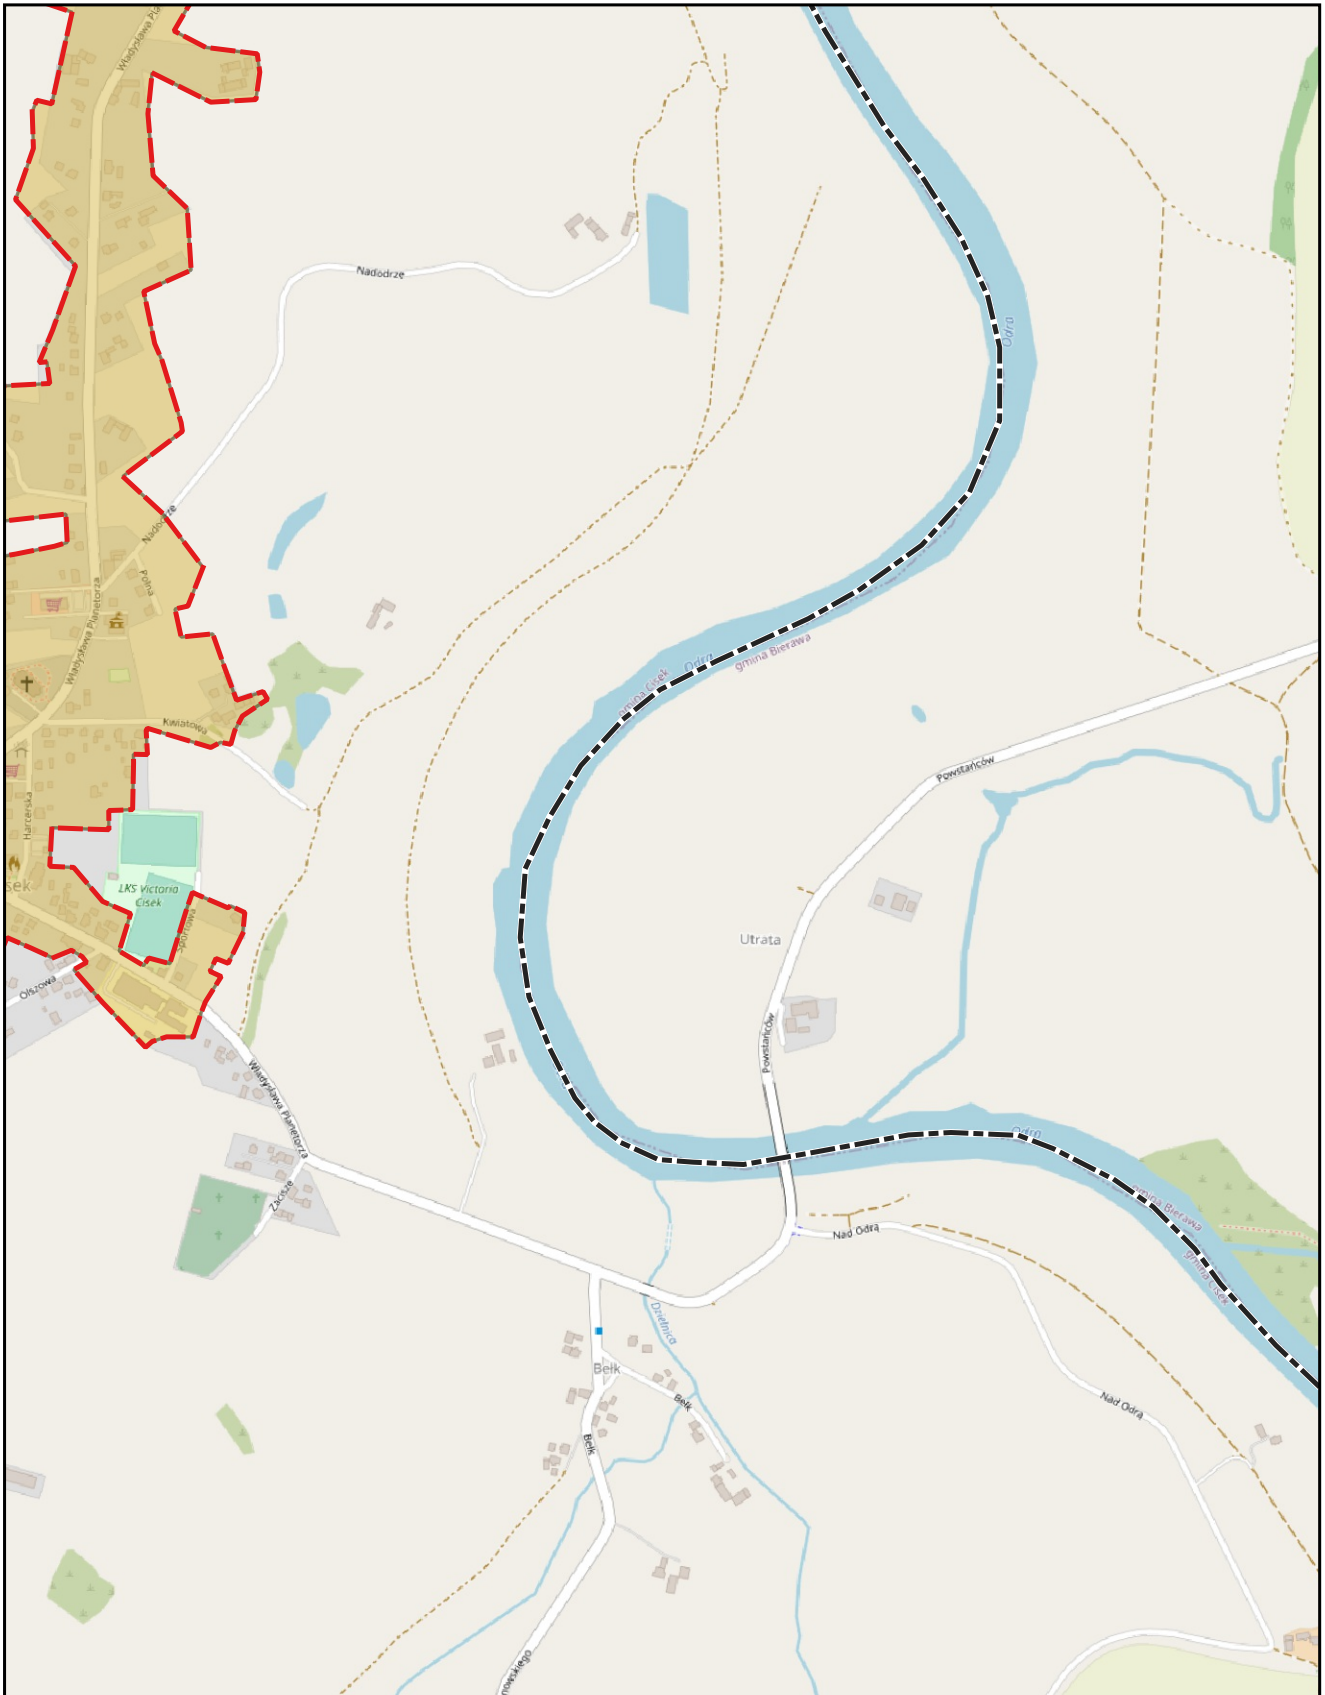 Władysława Pla
Nadodrze
Odra
Nadodrze
Polna
Władysława Planetorza
gmina Cisek
Odra
gmina Bierawa
Kwiatowa
Powstańców
Harcerska
sek
LKS Victoria
Cisek
Sportowa
Utrata
Olszowa
Powstańców
Władysława Planetorza
Odra
Zacisze
gmina Bierawa
gmina Cisek
Nad Odrą
Dzielnica
Bełk
Bełk
Nad Odrą
Bełk
nowskiego